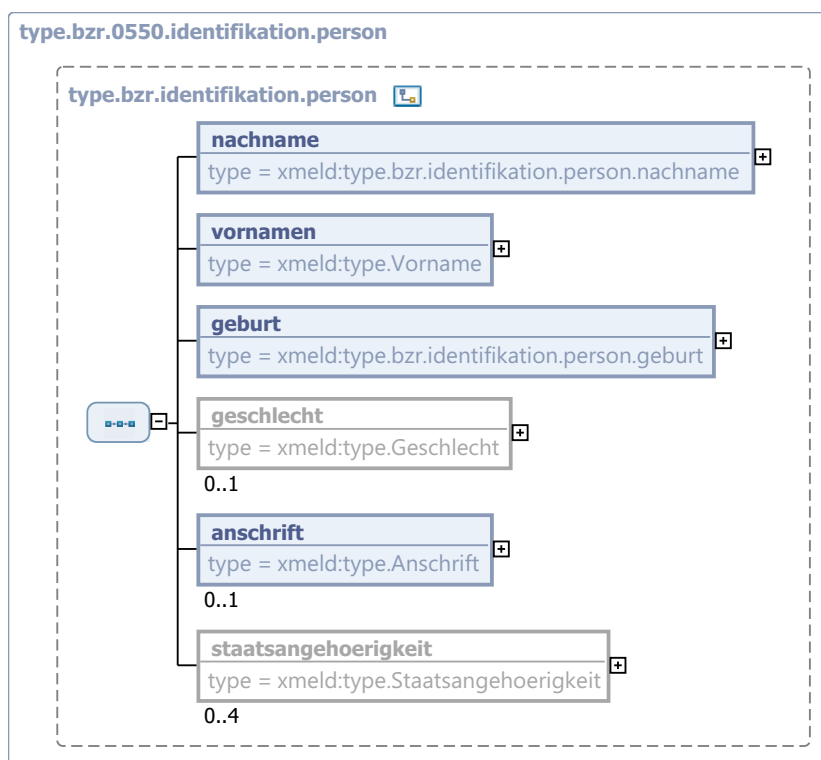 type.bzr.0550.identifikation.person
type.bzr.identifikation.person
nachname
type = xmeld:type.bzr.identifikation.person.nachname
vornamen
type = xmeld:type.Vorname
geburt
type = xmeld:type.bzr.identifikation.person.geburt
geschlecht
type = xmeld:type.Geschlecht
0..1
anschrift
type = xmeld:type.Anschrift
0..1
staatsangehoerigkeit
type = xmeld:type.Staatsangehoerigkeit
0..4